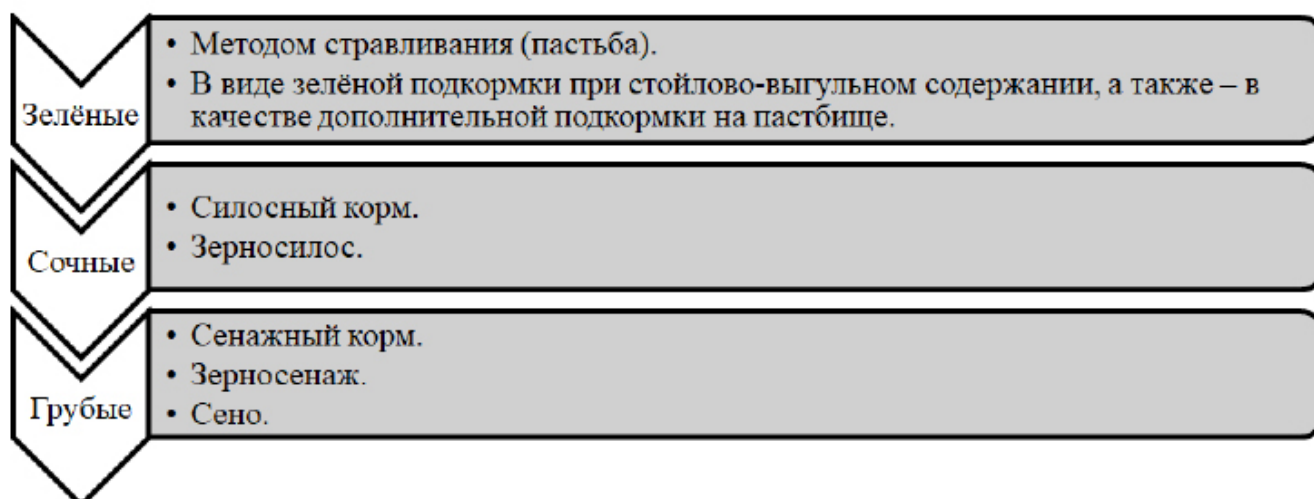 Зелёные
• Методом стравливания (пастьба).
• В виде зелёной подкормки при стойлово-выгульном содержании, а также – в
качестве дополнительной подкормки на пастбище.
Сочные
• Силосный корм.
• Зерносилос.
Грубые
• Сенажный корм.
• Зерносенаж.
• Сено.